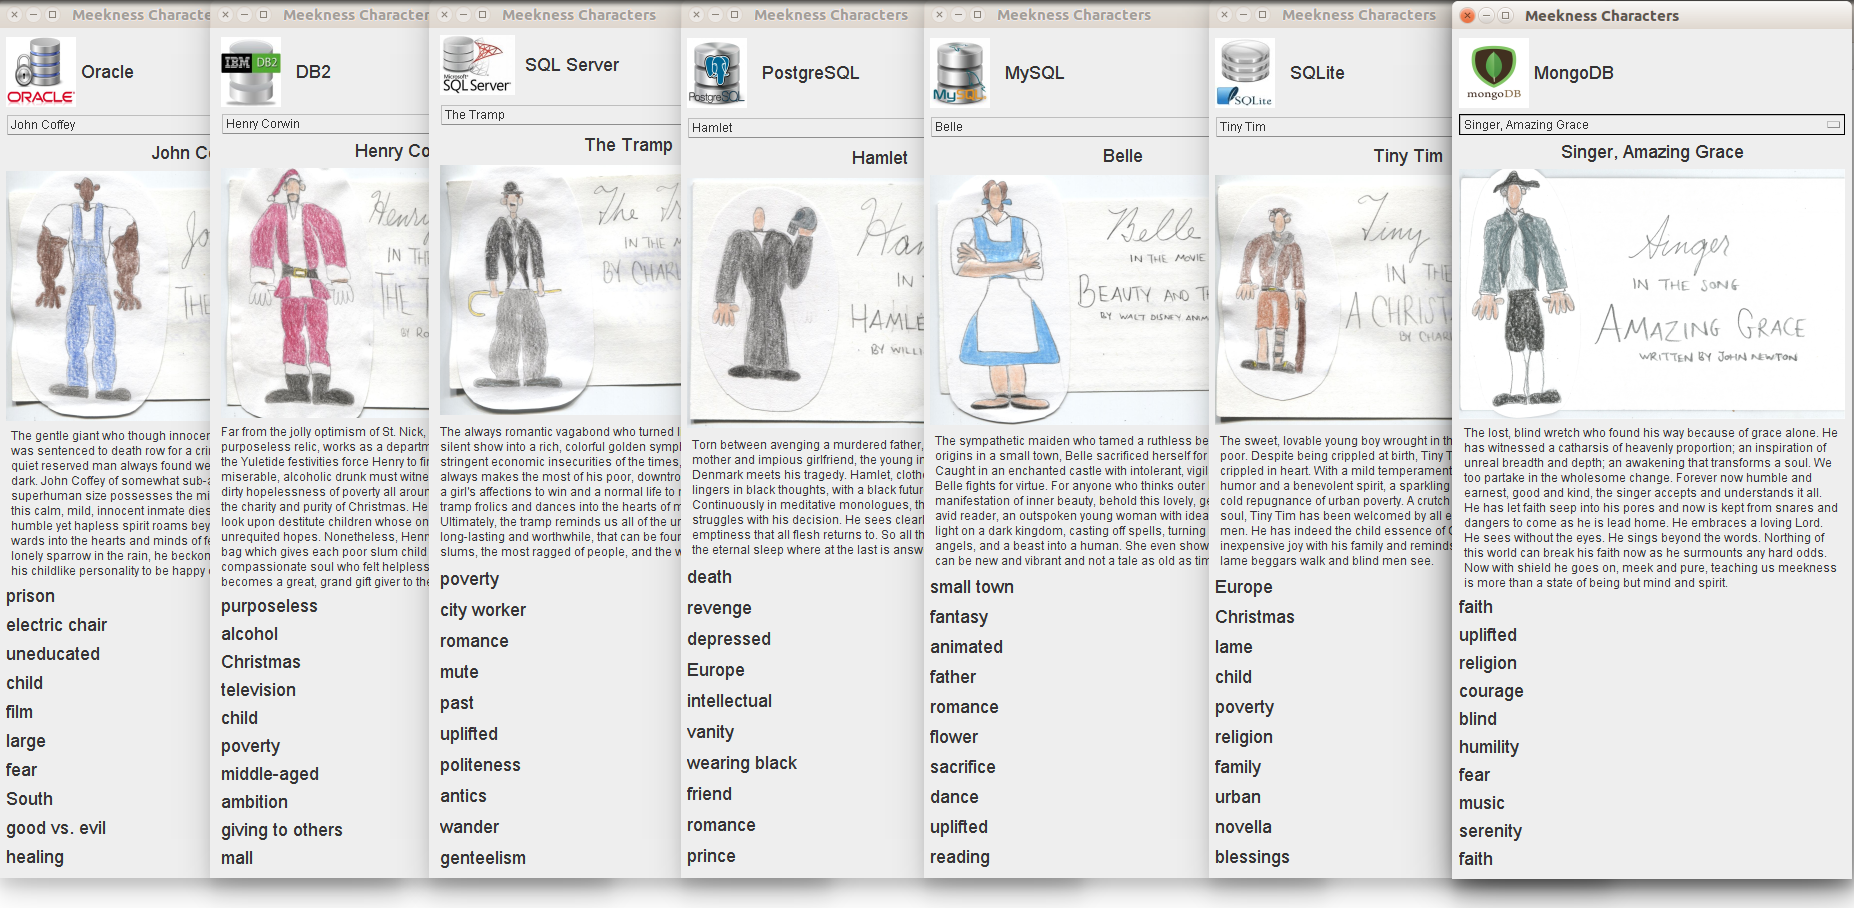 Meekness Characters
ORACLE
Oracle
John Coffey
John Co
Jo
THE
The gentle giant who though innocer
was sentenced to death row for a cri
quiet reserved man always found we
dark. John Coffey of somewhat sub-a
superhuman size possesses the mi
this calm, mild, innocent inmate dies
humble yet hapless spirit roams bey
wards into the hearts and minds of fe
lonely sparrow in the rain, he beckon
his childlike personality to be happy
prison
electric chair
uneducated
child
film
large
fear
South
good vs. evil
healing
Meekness Characters
IBM DB2
DB2
Henry Corwin
Henry Co
Henry
IN TH
THE T
BY RO
Far from the jolly optimism of St. Nick,
purposeless relic, works as a departm
the Yuletide festivities force Henry to fir
miserable, alcoholic drunk must witne
dirty hopelessness of poverty all aroun
the charity and purity of Christmas. He
look upon destitute children whose on
unrequited hopes. Nonetheless, Henr
bag which gives each poor slum child
compassionate soul who felt helpless
becomes a great, grand gift giver to the
purposeless
alcohol
Christmas
television
child
poverty
middle-aged
ambition
giving to others
mall
Meekness Characters
Microsoft
SQL Server
SQL Server
The Tramp
The Tramp
The Tr
IN THE M
BY CHARL
The always romantic vagabond who turned l
silent show into a rich, colorful golden symp
stringent economic insecurities of the times,
always makes the most of his poor, downtro
a girl's affections to win and a normal life to r
tramp frolics and dances into the hearts of m
Ultimately, the tramp reminds us all of the ur
long-lasting and worthwhile, that can be four
slums, the most ragged of people, and the w
poverty
city worker
romance
mute
past
uplifted
politeness
antics
wander
genteelism
Meekness Characters
PostgreSQL
PostgreSQL
Hamlet
Hamlet
Ham
IN T
HAMLE
BY WILLI
Torn between avenging a murdered father,
mother and impious girlfriend, the young in
Denmark meets his tragedy. Hamlet, clothe
lingers in black thoughts, with a black futur
Continuously in meditative monologues, th
struggles with his decision. He sees clearl
emptiness that all flesh returns to. So all th
the eternal sleep where at the last is answ
death
revenge
depressed
Europe
intellectual
vanity
wearing black
friend
romance
prince
Meekness Characters
MySQL
MySQL
Belle
Belle
Belle
IN THE MOVIE
BEAUTY AND TH
BY WALT DISNEY ANIM
The sympathetic maiden who tamed a ruthless be
origins in a small town, Belle sacrificed herself for
Caught in an enchanted castle with intolerant, vigil
Belle fights for virtue. For anyone who thinks outer
manifestation of inner beauty, behold this lovely, ge
avid reader, an outspoken young woman with idea
light on a dark kingdom, casting off spells, turning
angels, and a beast into a human. She even show
can be new and vibrant and not a tale as old as tim
small town
fantasy
animated
father
romance
flower
sacrifice
dance
uplifted
reading
Meekness Characters
SQLite
SQLite
Tiny Tim
Tiny Tim
Tiny
IN THE
A CHRIST
BY CHARL
The sweet, lovable young boy wrought in th
poor. Despite being crippled at birth, Tiny T
crippled in heart. With a mild temperament
humor and a benevolent spirit, a sparkling
cold repugnance of urban poverty. A crutch
soul, Tiny Tim has been welcomed by all e
men. He has indeed the child essence of C
inexpensive joy with his family and reminds
lame beggars walk and blind men see.
Europe
Christmas
lame
child
poverty
religion
family
urban
novella
blessings
Meekness Characters
mongoDB
MongoDB
Singer, Amazing Grace
Singer, Amazing Grace
Singer
IN THE SONG
AMAZING GRACE
WRITTEN BY JOHN NEWTON
The lost, blind wretch who found his way because of grace alone. He
has witnessed a catharsis of heavenly proportion; an inspiration of
unreal breadth and depth; an awakening that transforms a soul. We
too partake in the wholesome change. Forever now humble and
earnest, good and kind, the singer accepts and understands it all.
He has let faith seep into his pores and now is kept from snares and
dangers to come as he is lead home. He embraces a loving Lord.
He sees without the eyes. He sings beyond the words. Northing of
this world can break his faith now as he surmounts any hard odds.
Now with shield he goes on, meek and pure, teaching us meekness
is more than a state of being but mind and spirit.
faith
uplifted
religion
courage
blind
humility
fear
music
serenity
faith